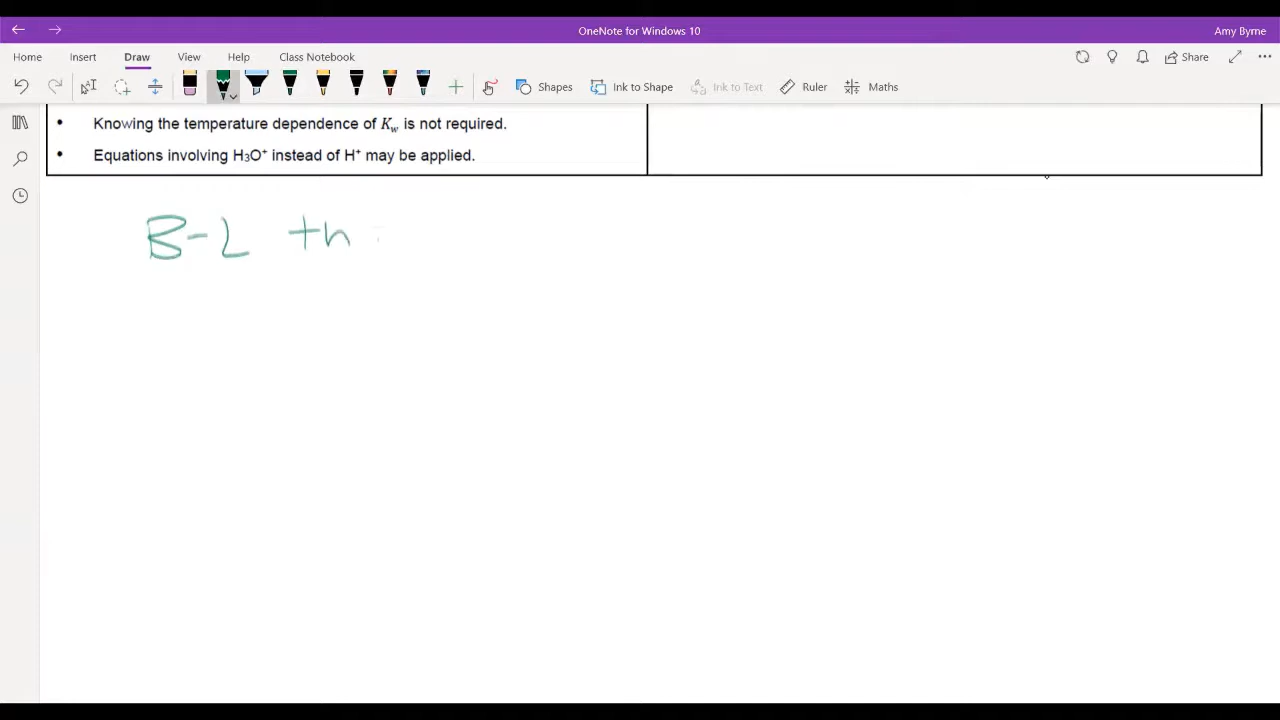 OneNote for Windows 10
Amy Byrne
Home Insert Draw View Help Class Notebook
Share
Shapes Ink to Shape Ink to Text Ruler Maths
• Knowing the temperature dependence of Kw is not required.
• Equations involving H₃O⁺ instead of H⁺ may be applied.
B-L th